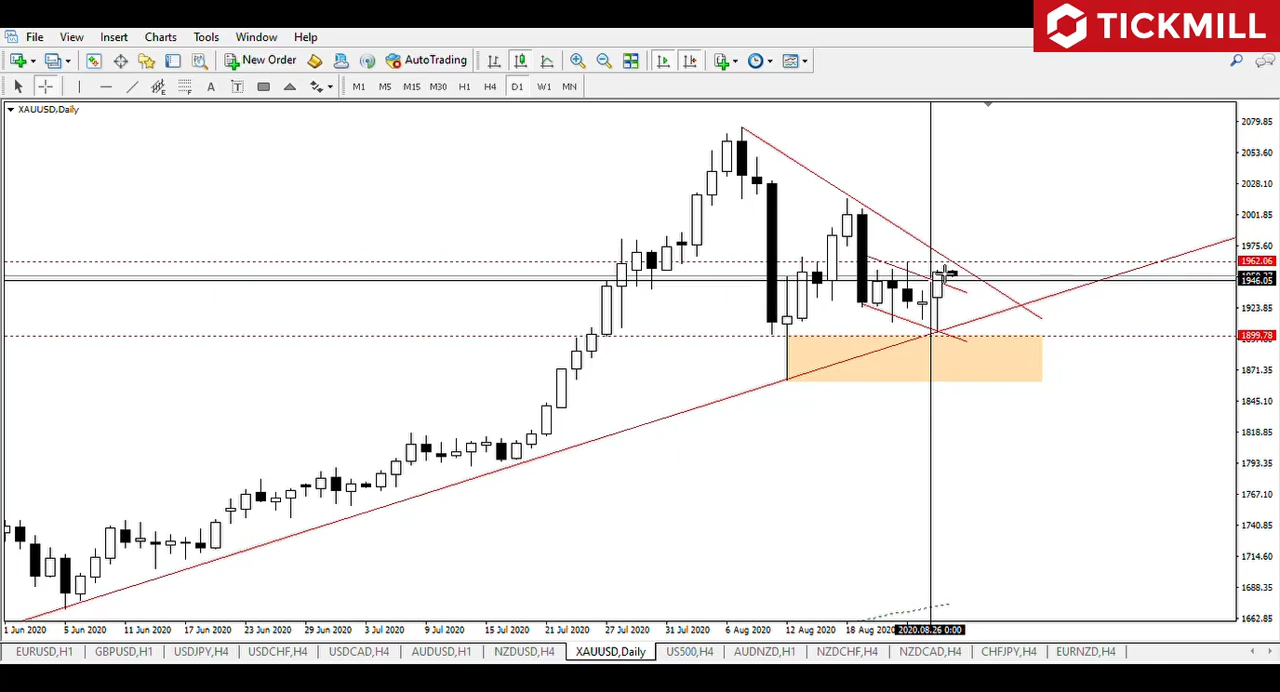 TICKMILL
File View Insert Charts Tools Window Help
New Order AutoTrading
A T M1 M5 M15 M30 H1 H4 D1 W1 MN
XAUUSD,Daily
2079.85
2053.60
2028.10
2001.85
1975.60
1962.06
1946.05
1923.85
1899.78
1871.35
1845.10
1818.85
1793.35
1767.10
1740.85
1714.60
1688.35
1662.85
1 Jun 2020 5 Jun 2020 11 Jun 2020 17 Jun 2020 23 Jun 2020 29 Jun 2020 3 Jul 2020 9 Jul 2020 15 Jul 2020 21 Jul 2020 27 Jul 2020 31 Jul 2020 6 Aug 2020 12 Aug 2020 18 Aug 2020 2020.08.26 0:00
EURUSD,H1 GBPUSD,H1 USDJPY,H4 USDCHF,H4 USDCAD,H4 AUDUSD,H1 NZDUSD,H4 XAUUSD,Daily US500,H4 AUDNZD,H1 NZDCHF,H4 NZDCAD,H4 CHFJPY,H4 EURNZD,H4